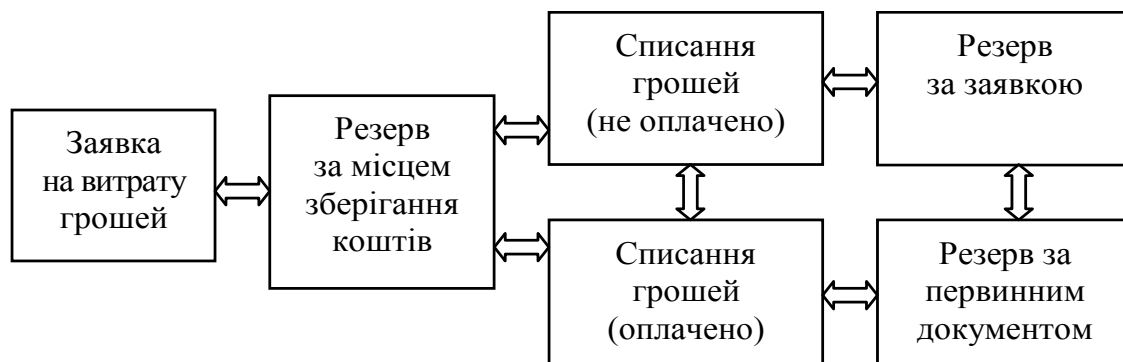 Заявка
на витрату
грошей
Резерв
за місцем
зберігання
коштів
Списання
грошей
(не оплачено)
Резерв
за заявкою
Списання
грошей
(оплачено)
Резерв за
первинним
документом